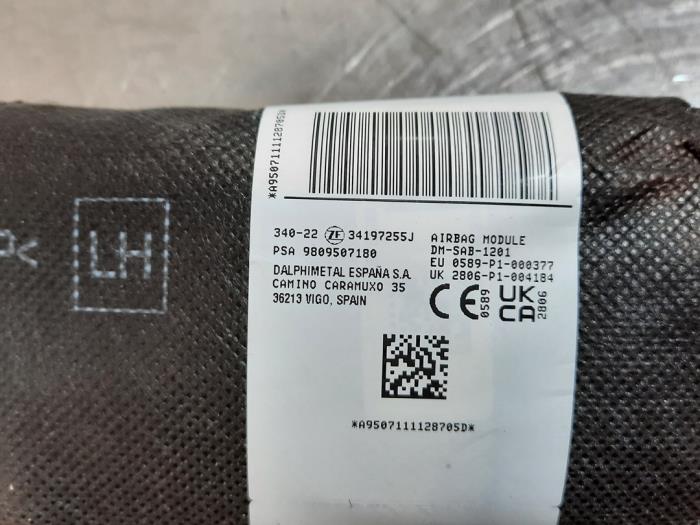 LH
*A9507111128705D*
340-22 ZF 34197255J
PSA 9809507180
DALPHIMETAL ESPAÑA S.A.
CAMINO CARAMUXO 35
36213 VIGO, SPAIN
AIRBAG MODULE
DM-SAB-1201
EU 0589-P1-000377
UK 2806-P1-004184
CE 0589 UK CA 2806
*A9507111128705D*